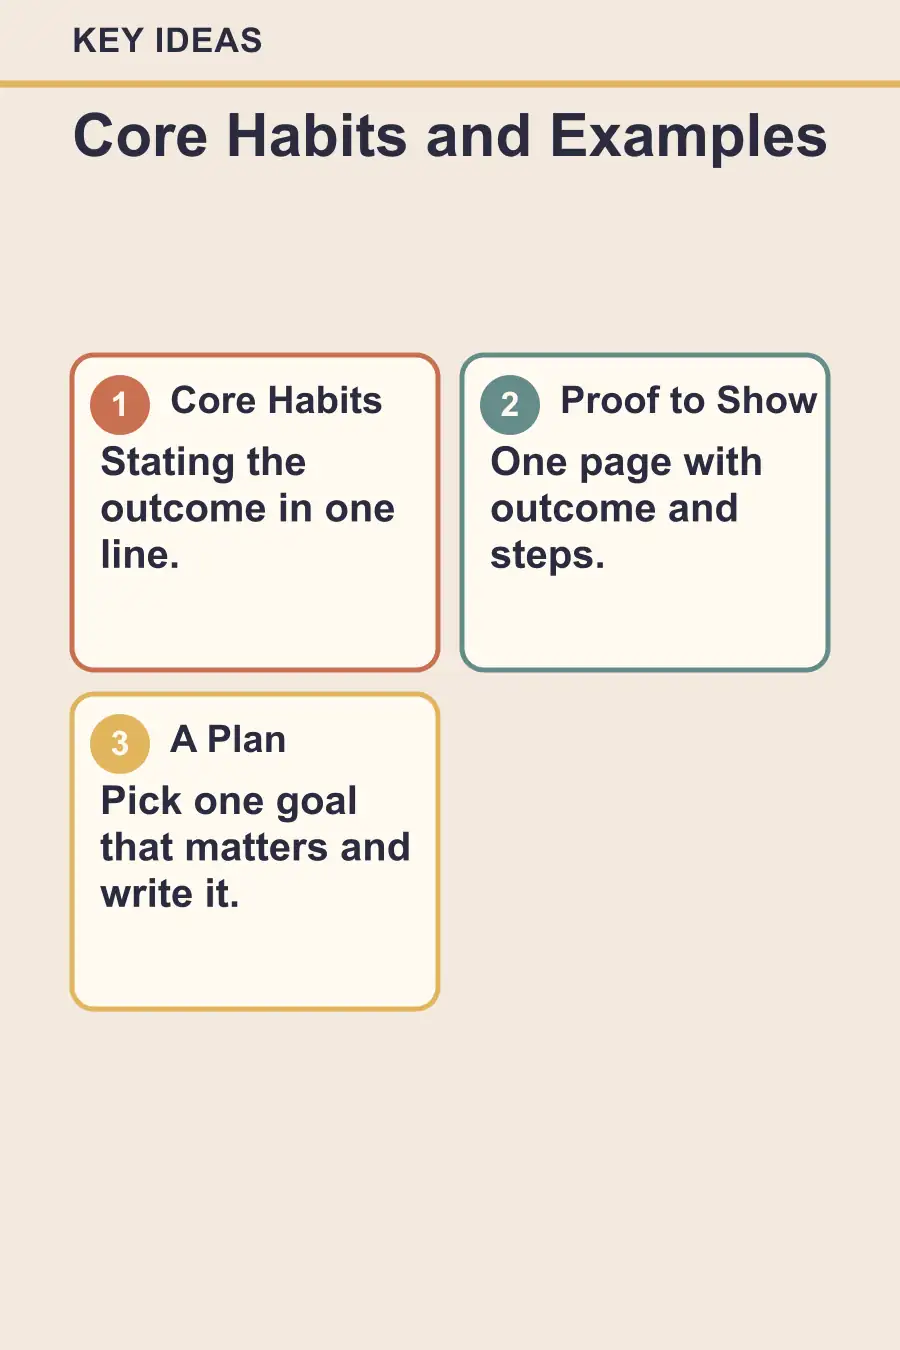 KEY IDEAS
Core Habits and Examples
1
Core Habits
Stating the
outcome in one
line.
2
Proof to Show
One page with
outcome and
steps.
3
A Plan
Pick one goal
that matters and
write it.